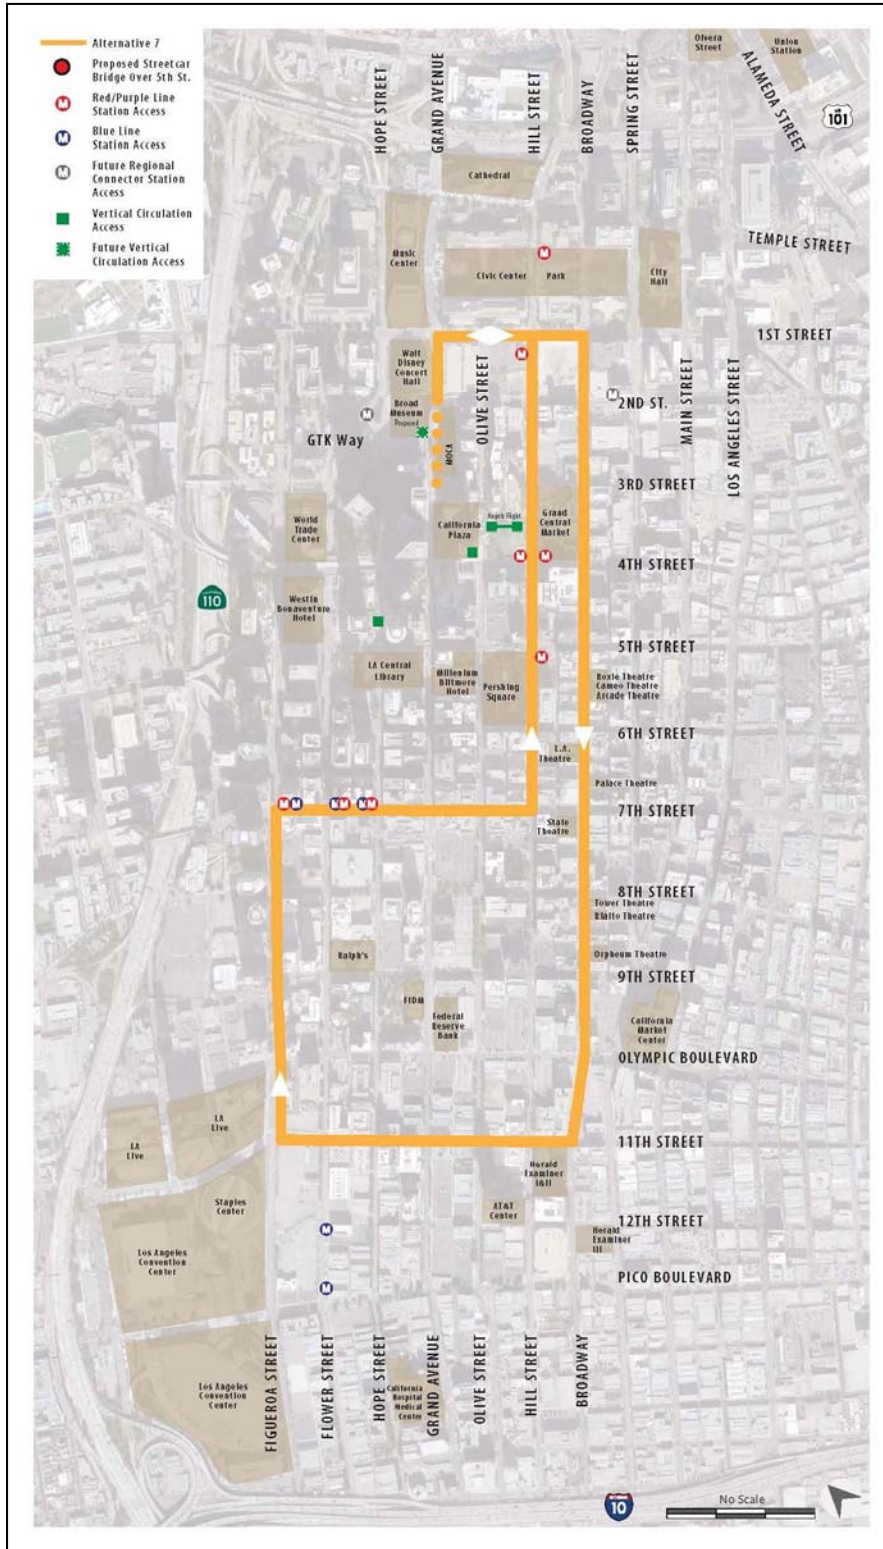 Alternative 7
Proposed Streetcar
Bridge Over 5th St.
M
Red/Purple Line
Station Access
M
Blue Line
Station Access
M
Future Regional
Connector Station
Access
Vertical Circulation
Access
Future Vertical
Circulation Access
HOPE STREET
GRAND AVENUE
HILL STREET
BROADWAY
SPRING STREET
Olvera
Street
Union
Station
ALAMEDA STREET
US
101
Cathedral
TEMPLE STREET
Music
Center
Civic Center
Park
M
City
Hall
1ST STREET
Walt
Disney
Concert
Hall
M
OLIVE STREET
MAIN STREET
LOS ANGELES STREET
Broad
Museum
Proposed
M
M
2ND ST.
GTK Way
MOCA
3RD STREET
World
Trade
Center
California
Plaza
Angels Flight
Grand
Central
Market
M
M
4TH STREET
110
Westin
Bonaventure
Hotel
5TH STREET
M
LA Central
Library
Millenium
Biltmore
Hotel
Pershing
Square
Roxie Theatre
Cameo Theatre
Arcade Theatre
6TH STREET
L.A.
Theatre
Palace Theatre
M
M
M
M
M
M
7TH STREET
State
Theatre
8TH STREET
Tower Theatre
Rialto Theatre
Orpheum Theatre
Ralph's
9TH STREET
FIDM
Federal
Reserve
Bank
California
Market
Center
OLYMPIC BOULEVARD
LA
Live
LA
Live
11TH STREET
Herald
Examiner
I&II
Staples
Center
AT&T
Center
12TH STREET
M
Herald
Examiner
III
Los Angeles
Convention
Center
M
PICO BOULEVARD
FIGUEROA STREET
FLOWER STREET
HOPE STREET
GRAND AVENUE
OLIVE STREET
HILL STREET
BROADWAY
Los Angeles
Convention
Center
California
Hospital
Medical
Center
10
No Scale